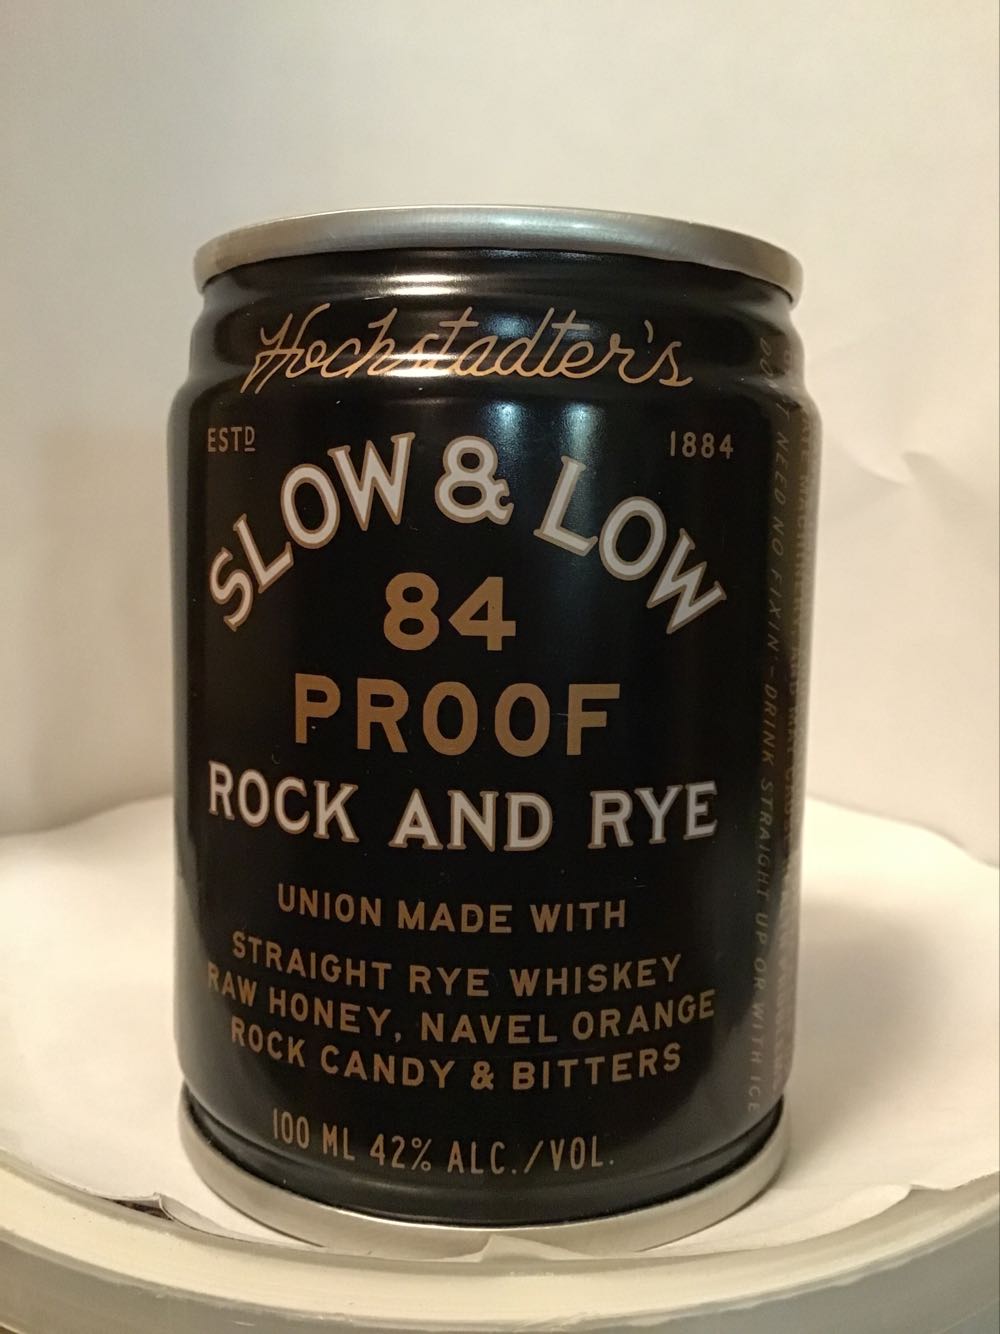 Hochstadter's
ESTD 1884
SLOW & LOW
84
PROOF
ROCK AND RYE
UNION MADE WITH
STRAIGHT RYE WHISKEY
RAW HONEY, NAVEL ORANGE
ROCK CANDY & BITTERS
100 ML 42% ALC./VOL.
DON'T NEED NO FIXIN' - DRINK STRAIGHT UP OR WITH ICE